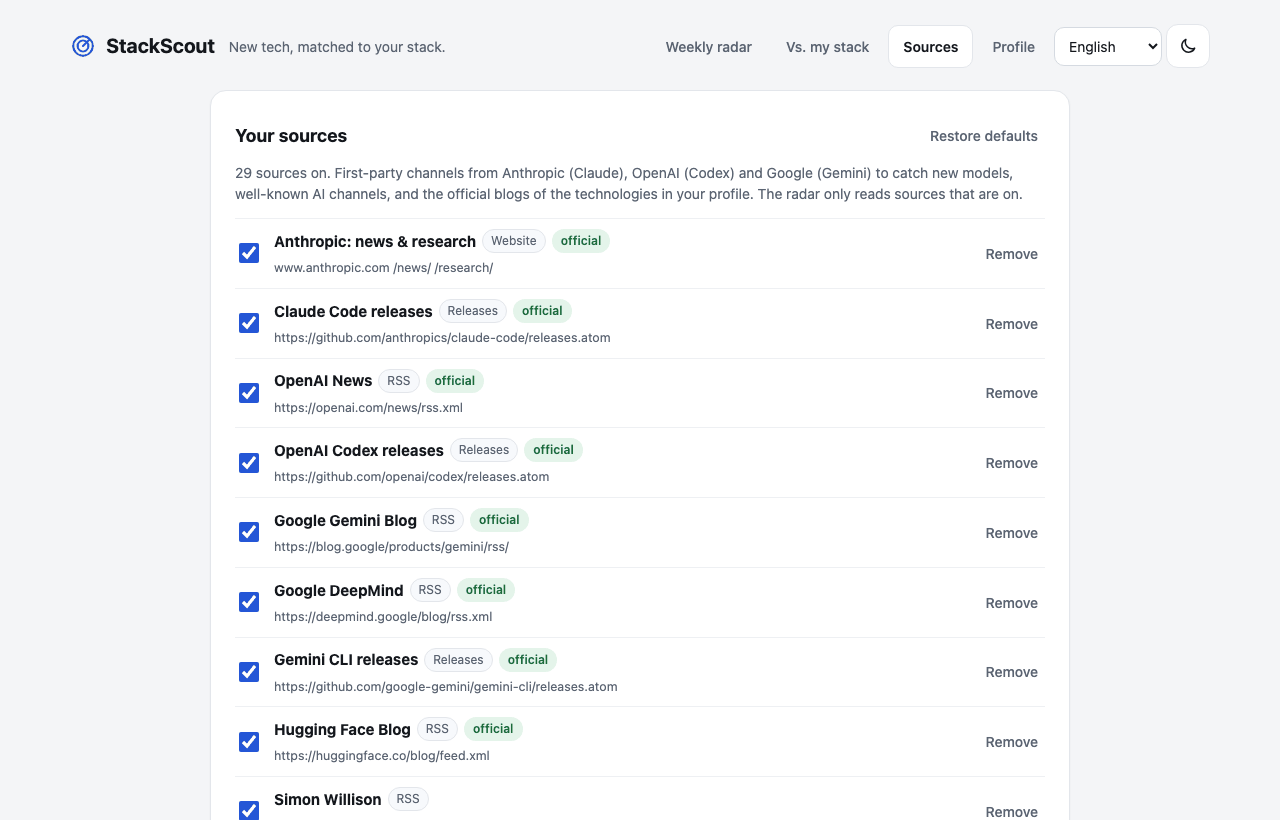 StackScout New tech, matched to your stack. Weekly radar Vs. my stack Sources Profile English
Your sources Restore defaults
29 sources on. First-party channels from Anthropic (Claude), OpenAI (Codex) and Google (Gemini) to catch new models,
well-known AI channels, and the official blogs of the technologies in your profile. The radar only reads sources that are on.
Anthropic: news & research Website official
www.anthropic.com /news/ /research/
Remove
Claude Code releases Releases official
https://github.com/anthropics/claude-code/releases.atom
Remove
OpenAI News RSS official
https://openai.com/news/rss.xml
Remove
OpenAI Codex releases Releases official
https://github.com/openai/codex/releases.atom
Remove
Google Gemini Blog RSS official
https://blog.google/products/gemini/rss/
Remove
Google DeepMind RSS official
https://deepmind.google/blog/rss.xml
Remove
Gemini CLI releases Releases official
https://github.com/google-gemini/gemini-cli/releases.atom
Remove
Hugging Face Blog RSS official
https://huggingface.co/blog/feed.xml
Remove
Simon Willison RSS
Remove